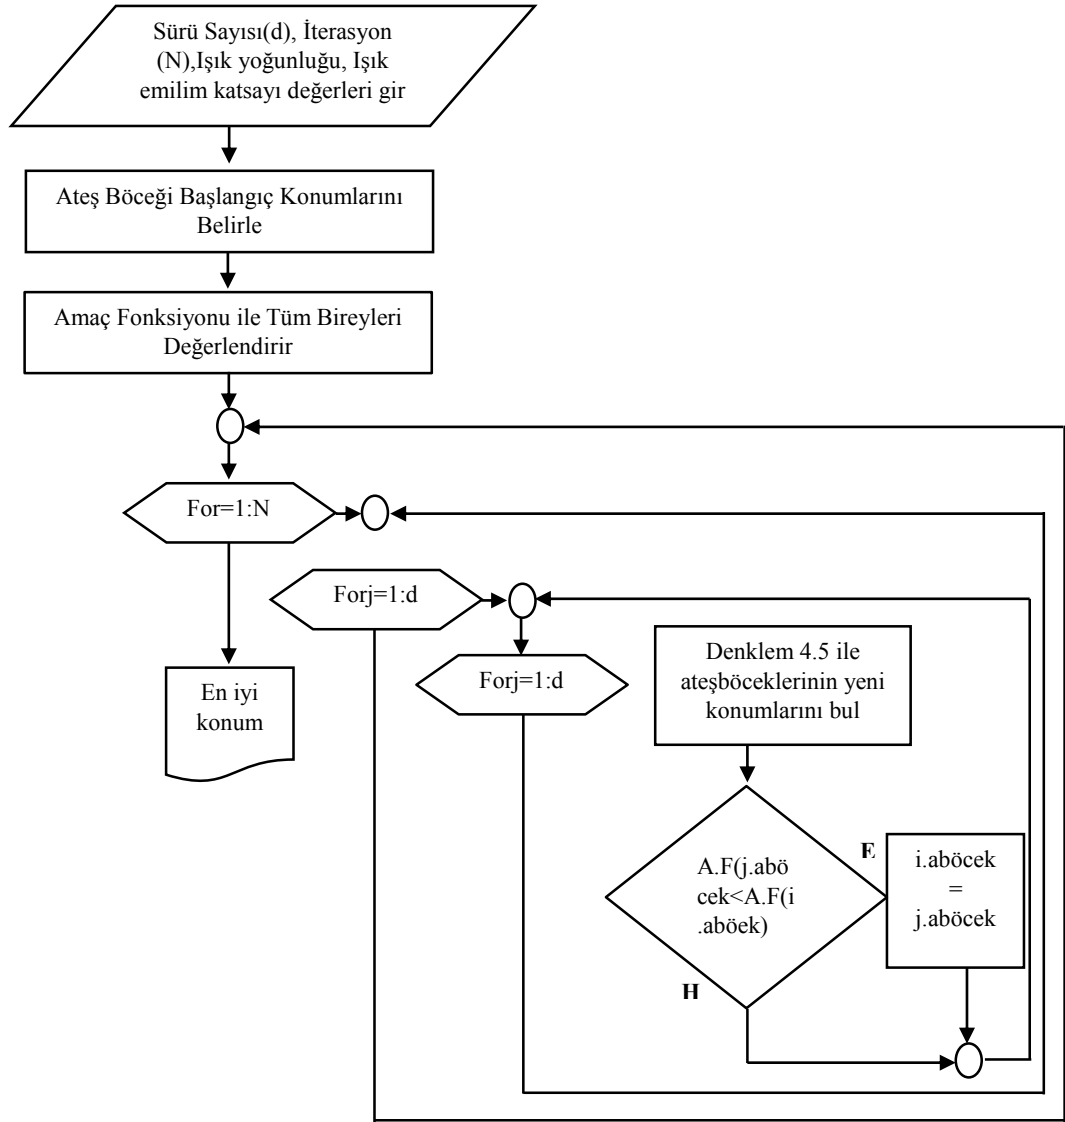 Sürü Sayısı(d), İterasyon
(N),Işık yoğunluğu, Işık
emilim katsayı değerleri gir
Ateş Böceği Başlangıç Konumlarını
Belirle
Amaç Fonksiyonu ile Tüm Bireyleri
Değerlendirir
For=1:N
Forj=1:d
Forj=1:d
En iyi
konum
Denklem 4.5 ile
ateşböceklerinin yeni
konumlarını bul
A.F(j.abö
cek<A.F(i
.aböek)
E
i.aböcek
=
j.aböcek
H